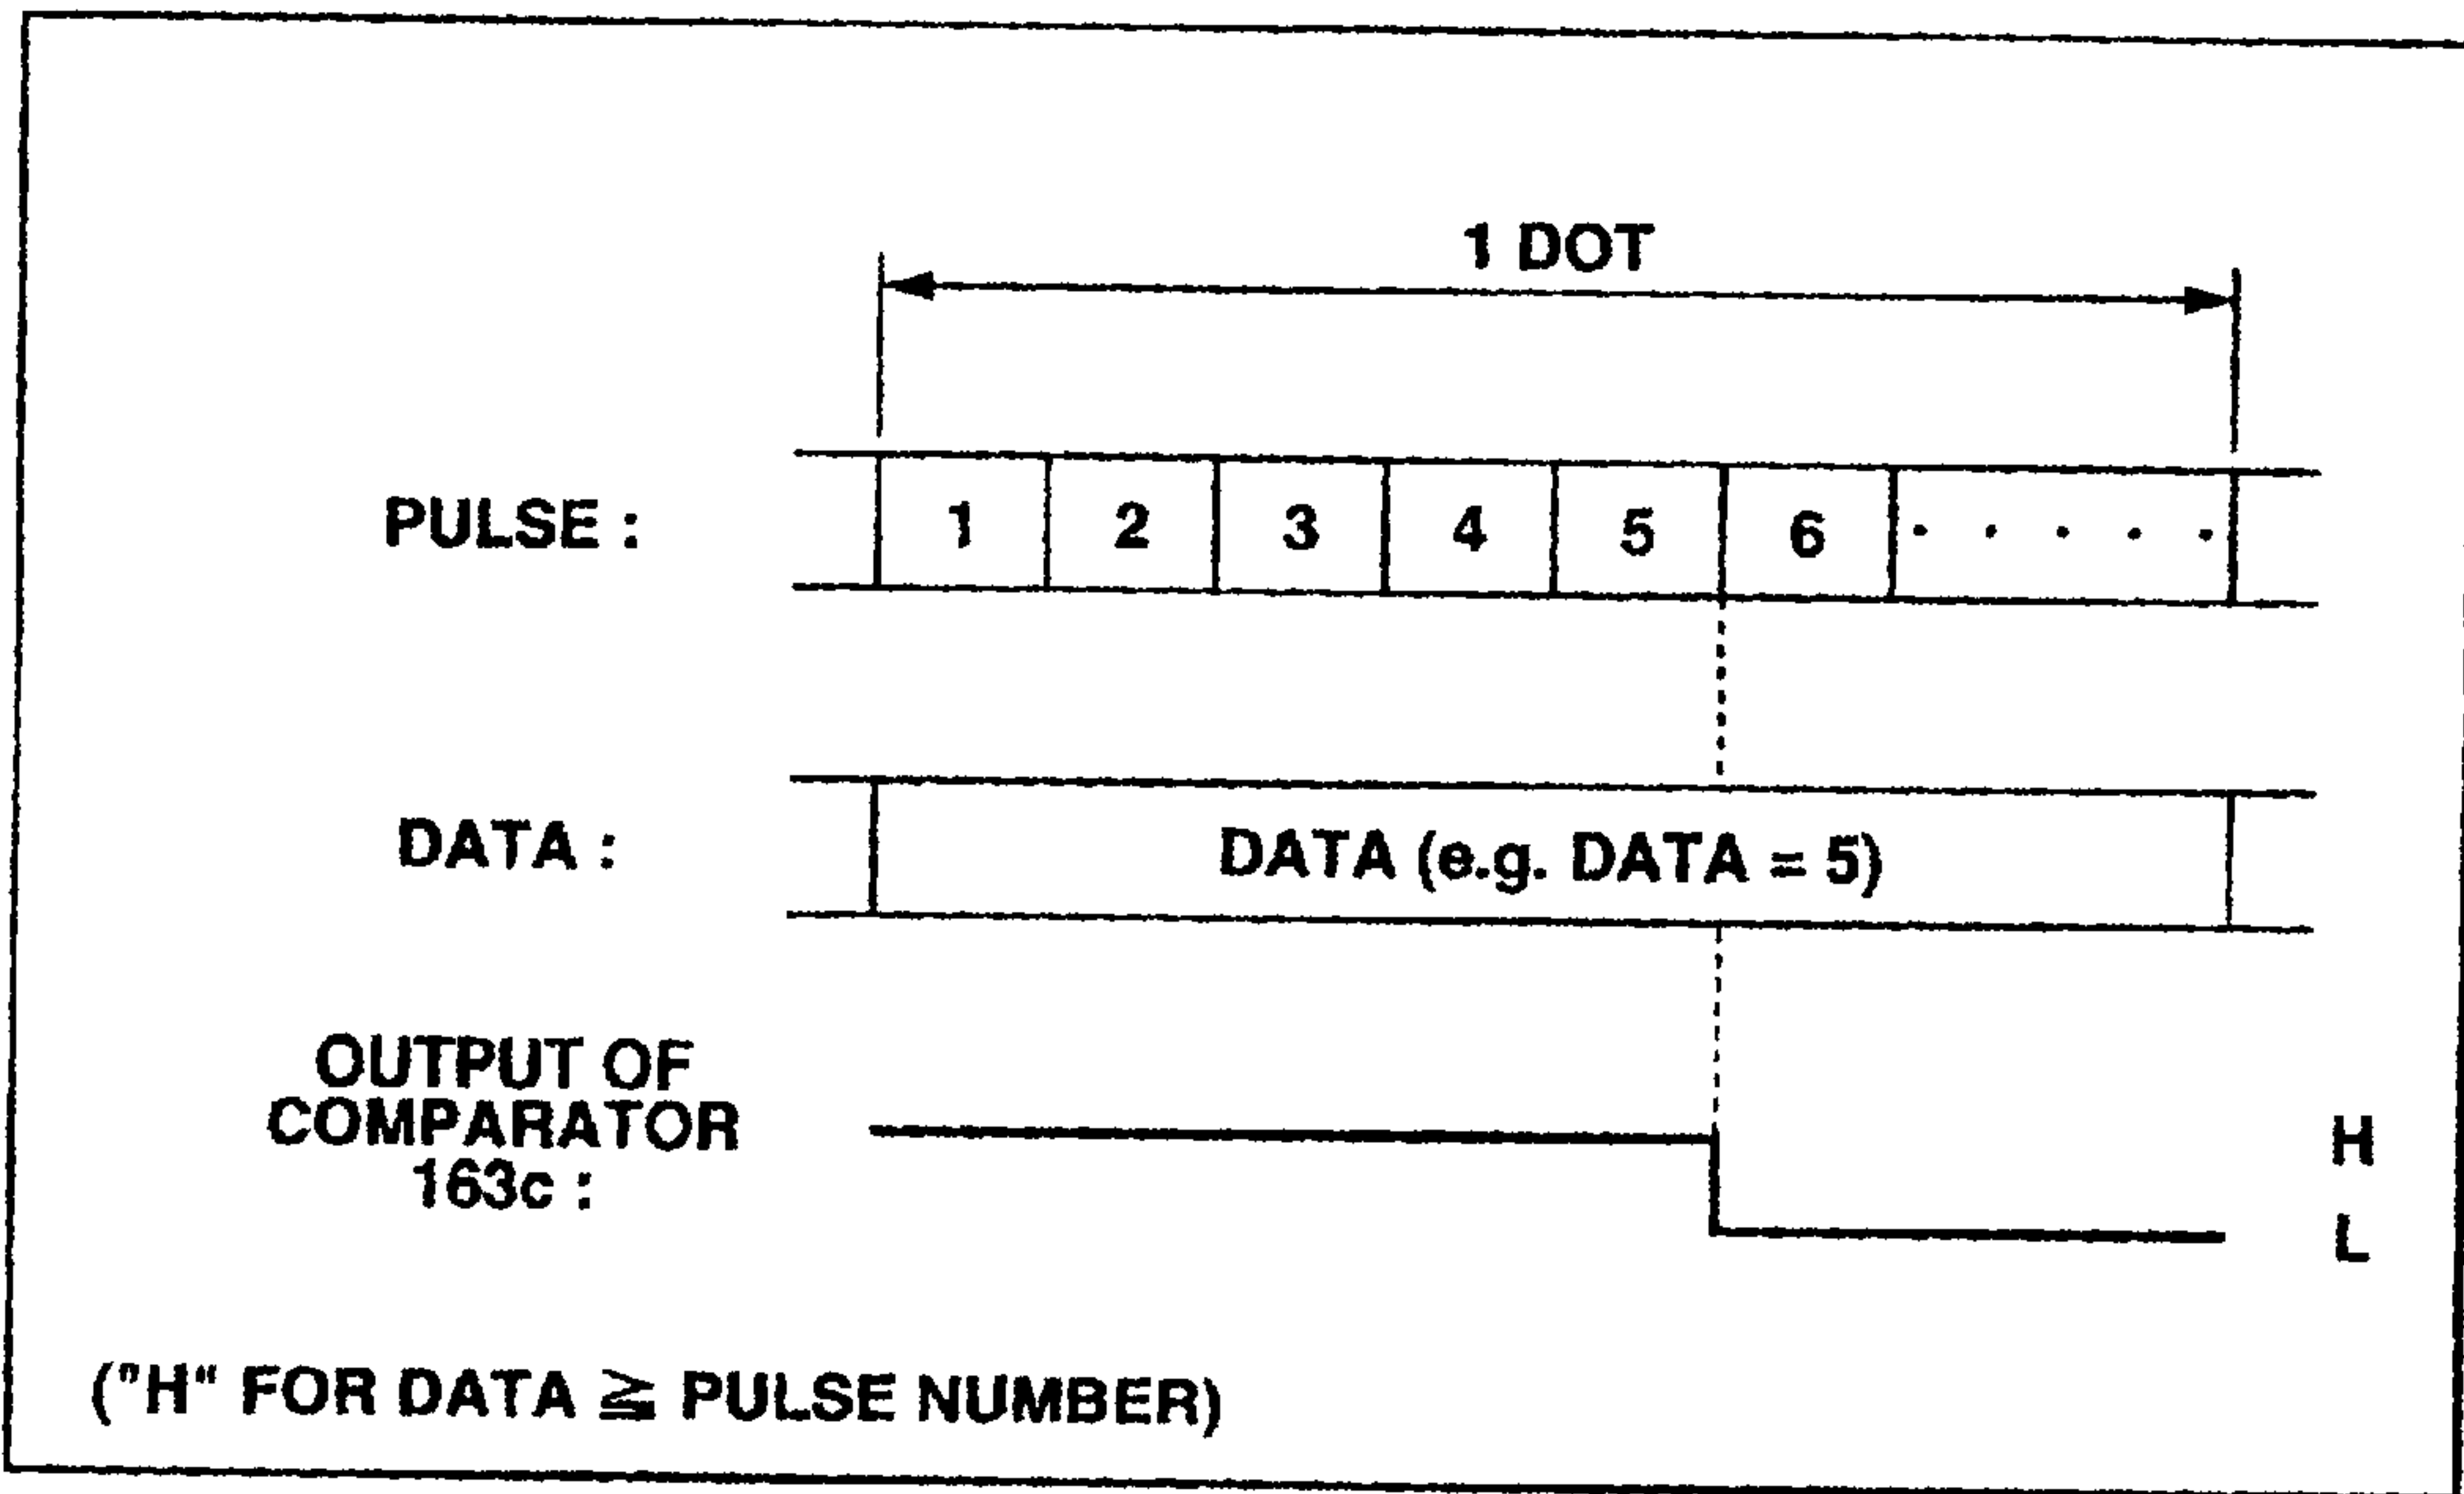 1 DOT
PULSE : 1 2 3 4 5 6 · · · · ·
DATA : DATA (e.g. DATA = 5)
OUTPUT OF
COMPARATOR
163c :
H
L
("H" FOR DATA ≧ PULSE NUMBER)